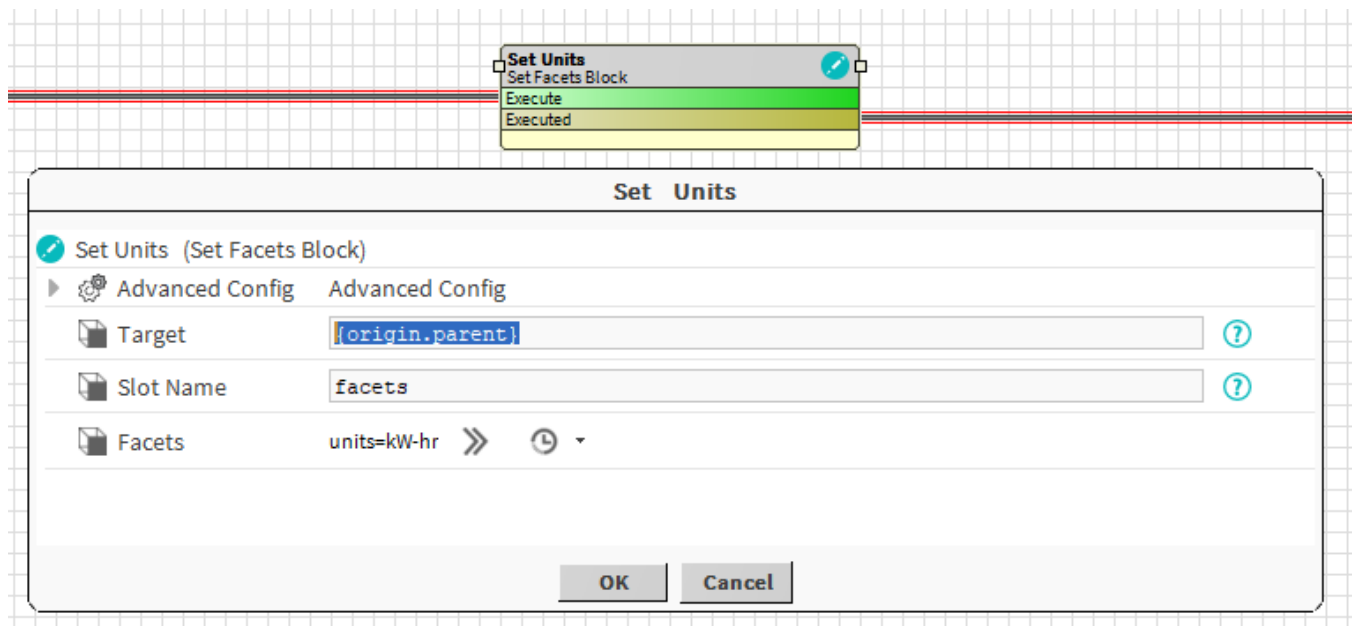 Set Units
Set Facets Block
Execute
Executed
Set Units
Set Units (Set Facets Block)
Advanced Config Advanced Config
Target {origin.parent} ?
Slot Name facets ?
Facets units=kW-hr
OK Cancel